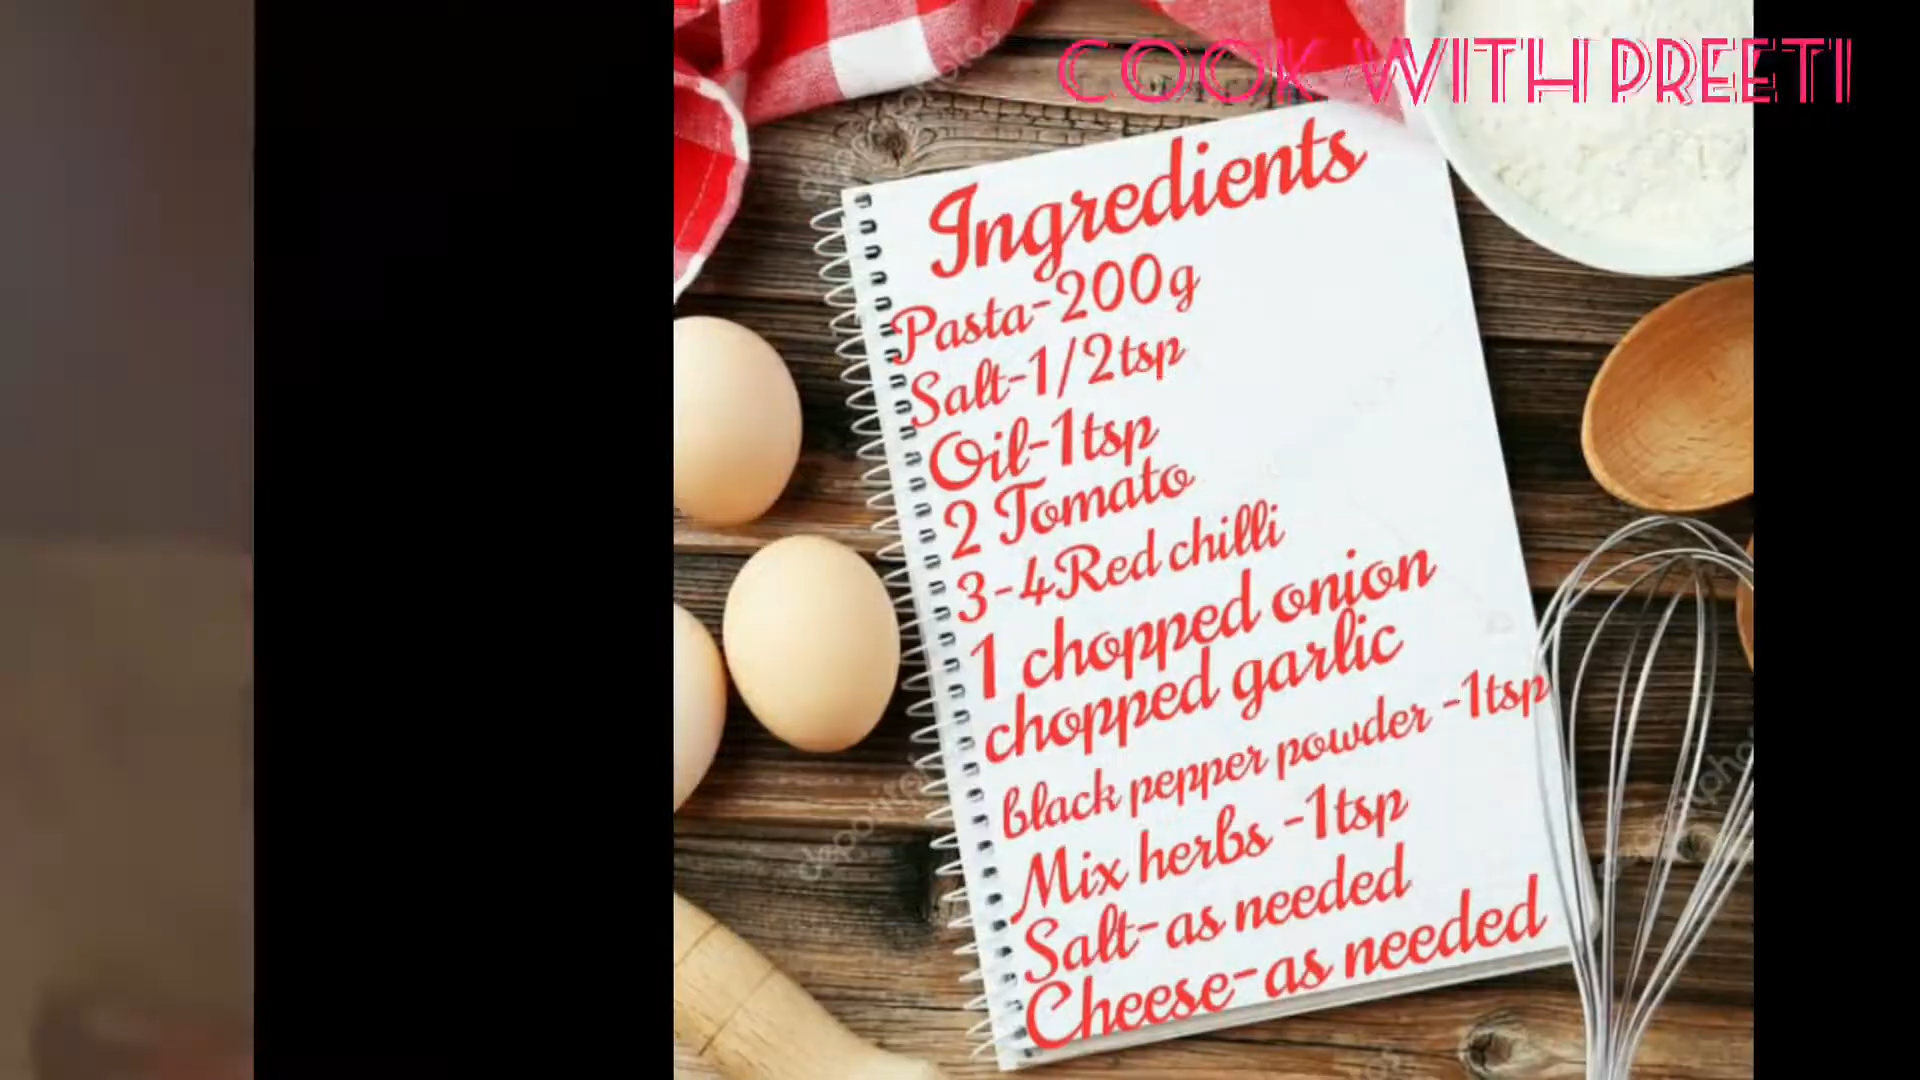 COOK WITH PREETI
Ingredients
Pasta-200g
Salt-1/2tsp
Oil-1tsp
2 Tomato
3-4Red chilli
1 chopped onion
chopped garlic
black pepper powder -1tsp
Mix herbs -1tsp
Salt-as needed
Cheese-as needed